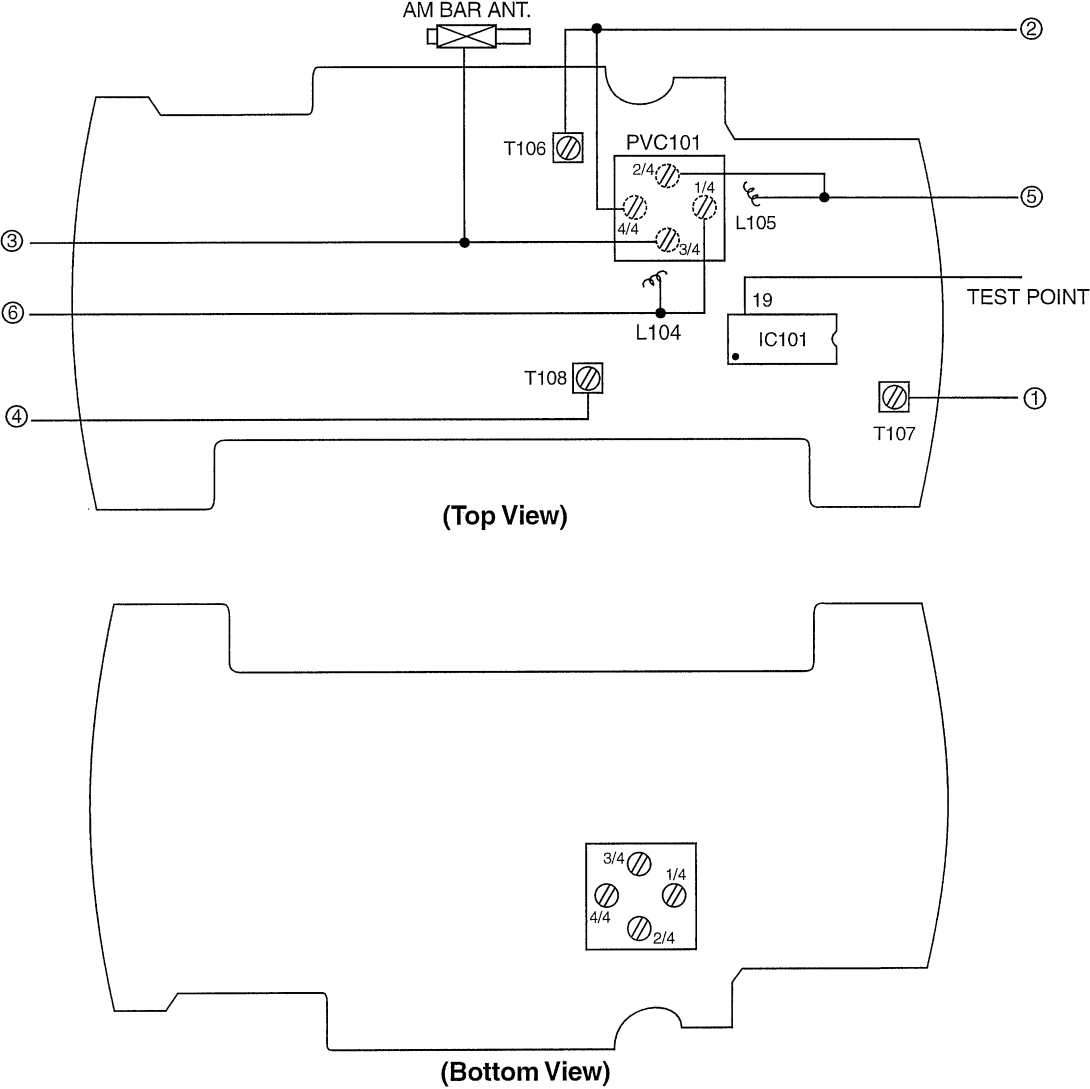 AM BAR ANT.
②
T106
PVC101
2/4
1/4
4/4
3/4
L105
⑤
③
TEST POINT
19
⑥
L104
IC101
T108
①
④
T107
(Top View)
3/4
1/4
4/4
2/4
(Bottom View)